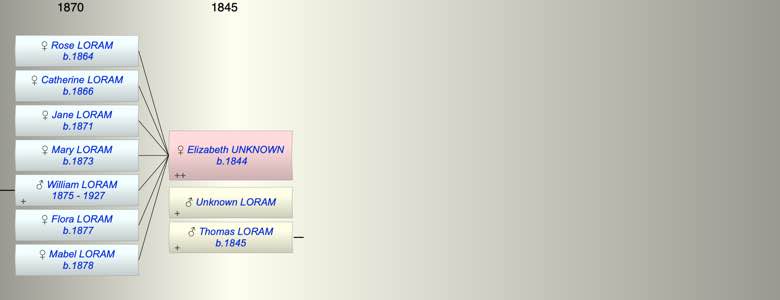 1870
1845
♀ Rose LORAM
b.1864
♀ Catherine LORAM
b.1866
♀ Jane LORAM
b.1871
♀ Mary LORAM
b.1873
♂ William LORAM
1875 - 1927
+
♀ Flora LORAM
b.1877
♀ Mabel LORAM
b.1878
♀ Elizabeth UNKNOWN
b.1844
++
♂ Unknown LORAM
+
♂ Thomas LORAM
b.1845
+